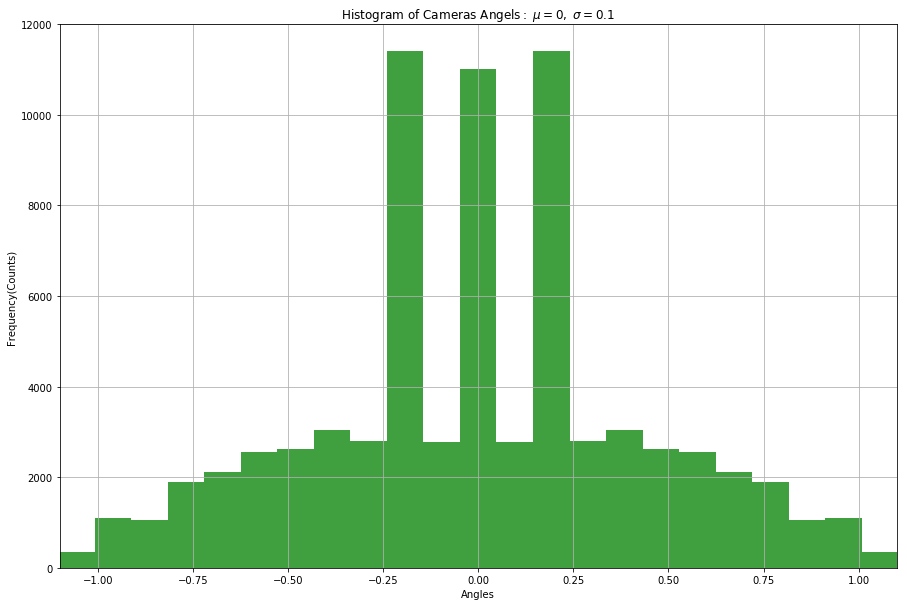 Histogram of Cameras Angels: μ = 0, σ = 0.1
12000
10000
8000
6000
4000
2000
0
Frequency(Counts)
−1.00 −0.75 −0.50 −0.25 0.00 0.25 0.50 0.75 1.00
Angles